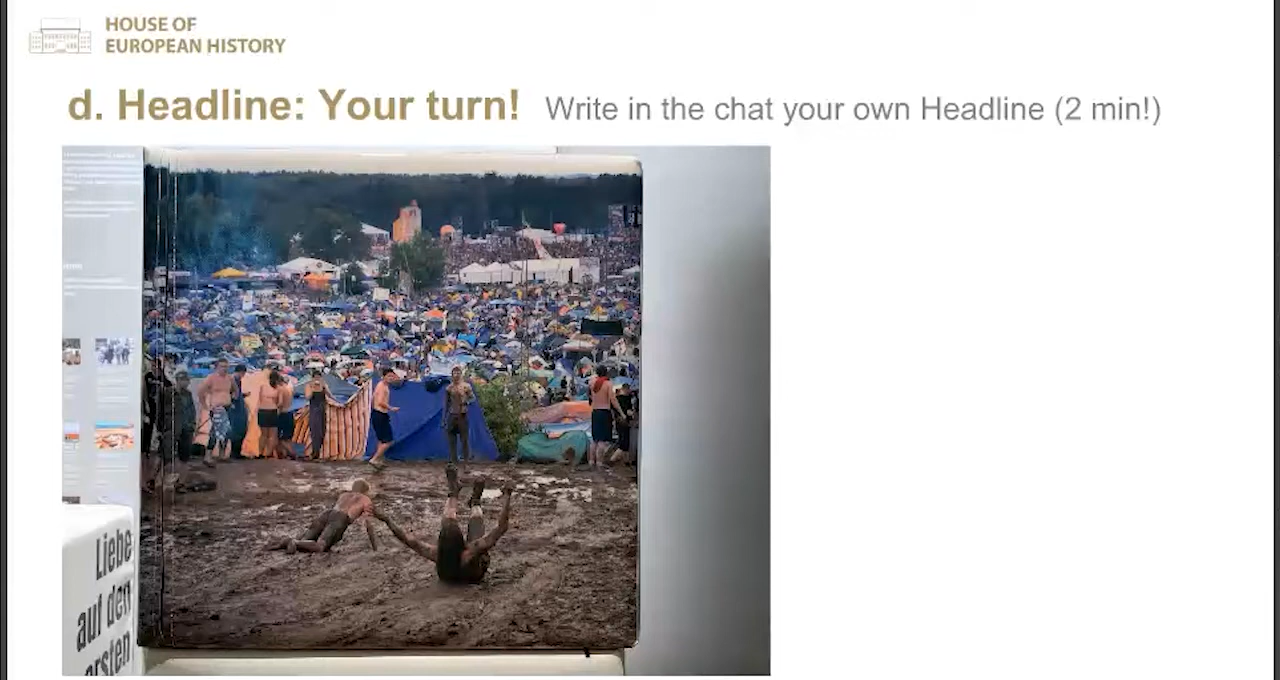 HOUSE OF
EUROPEAN HISTORY
d. Headline: Your turn! Write in the chat your own Headline (2 min!)
Liebe
auf den
ersten